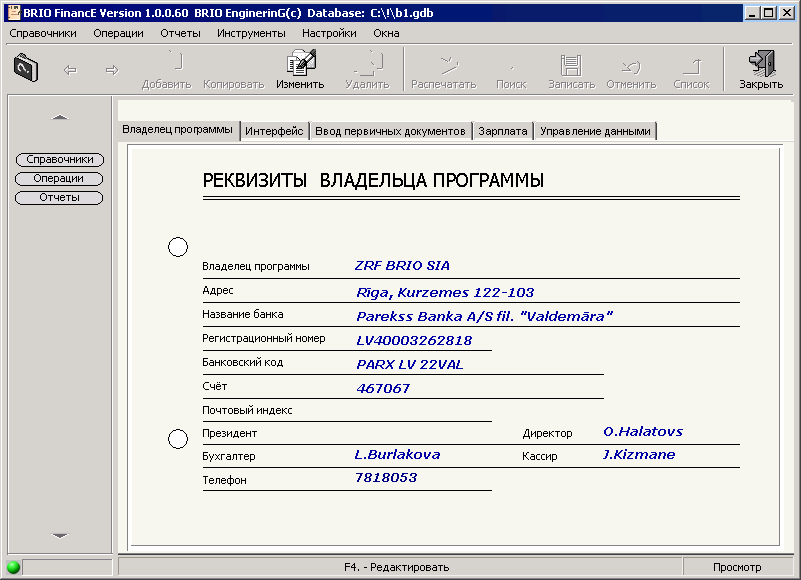 BRIO FinancE Version 1.0.0.60 BRIO EnginerinG(c) Database: C:\!\b1.gdb
Справочники Операции Отчеты Инструменты Настройки Окна
Добавить Копировать Изменить Удалить Распечатать Поиск Записать Отменить Список Закрыть
Владелец программы Интерфейс Ввод первичных документов Зарплата Управление данными
Справочники
Операции
Отчеты
РЕКВИЗИТЫ ВЛАДЕЛЬЦА ПРОГРАММЫ
Владелец программы ZRF BRIO SIA
Адрес Rīga, Kurzemes 122-103
Название банка Parekss Banka A/S fil. "Valdemāra"
Регистрационный номер LV40003262818
Банковский код PARX LV 22VAL
Счёт 467067
Почтовый индекс
Президент Директор O.Halatovs
Бухгалтер L.Burlakova Кассир J.Kizmane
Телефон 7818053
F4. - Редактировать Просмотр